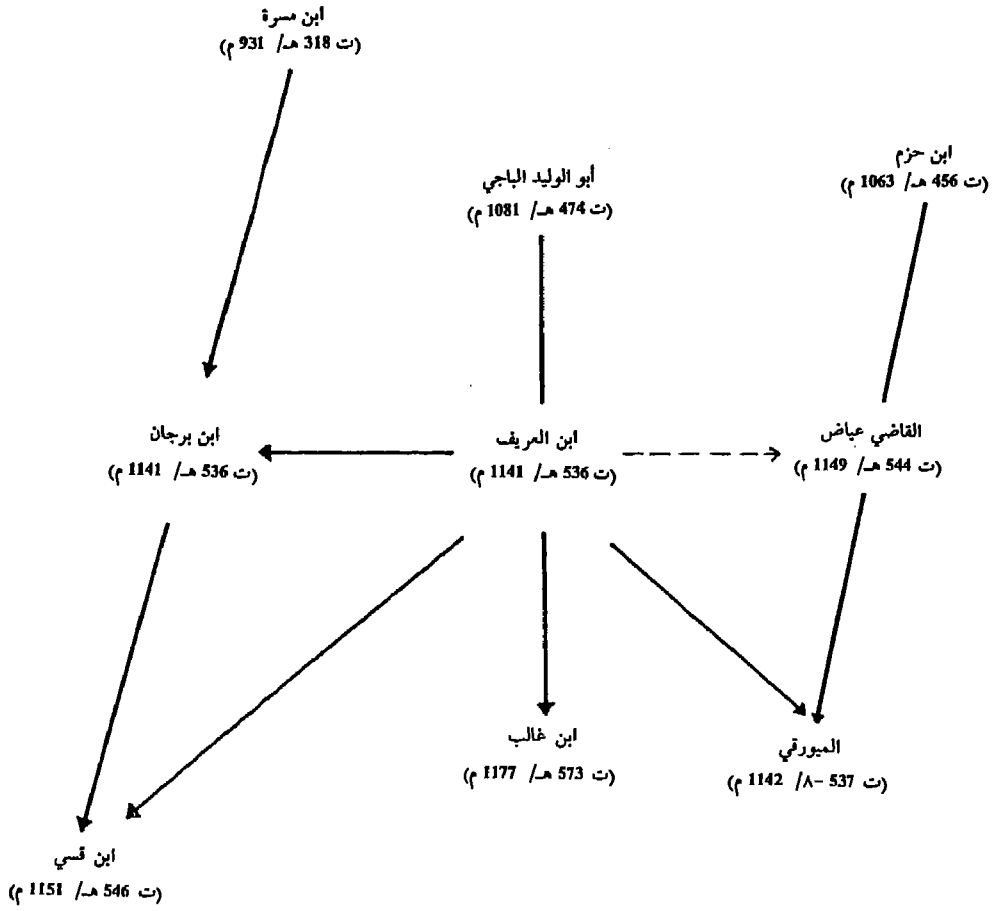 ابن مسرة
(ت 318 هـ/ 931 م)
ابن حزم
(ت 456 هـ/ 1063 م)
أبو الوليد الباجي
(ت 474 هـ/ 1081 م)
القاضي عياض
(ت 544 هـ/ 1149 م)
ابن العريف
(ت 536 هـ/ 1141 م)
ابن برجان
(ت 536 هـ/ 1141 م)
الميورقي
(ت 537 –٨/ 1142 م)
ابن غالب
(ت 573 هـ/ 1177 م)
ابن قسي
(ت 546 هـ/ 1151 م)